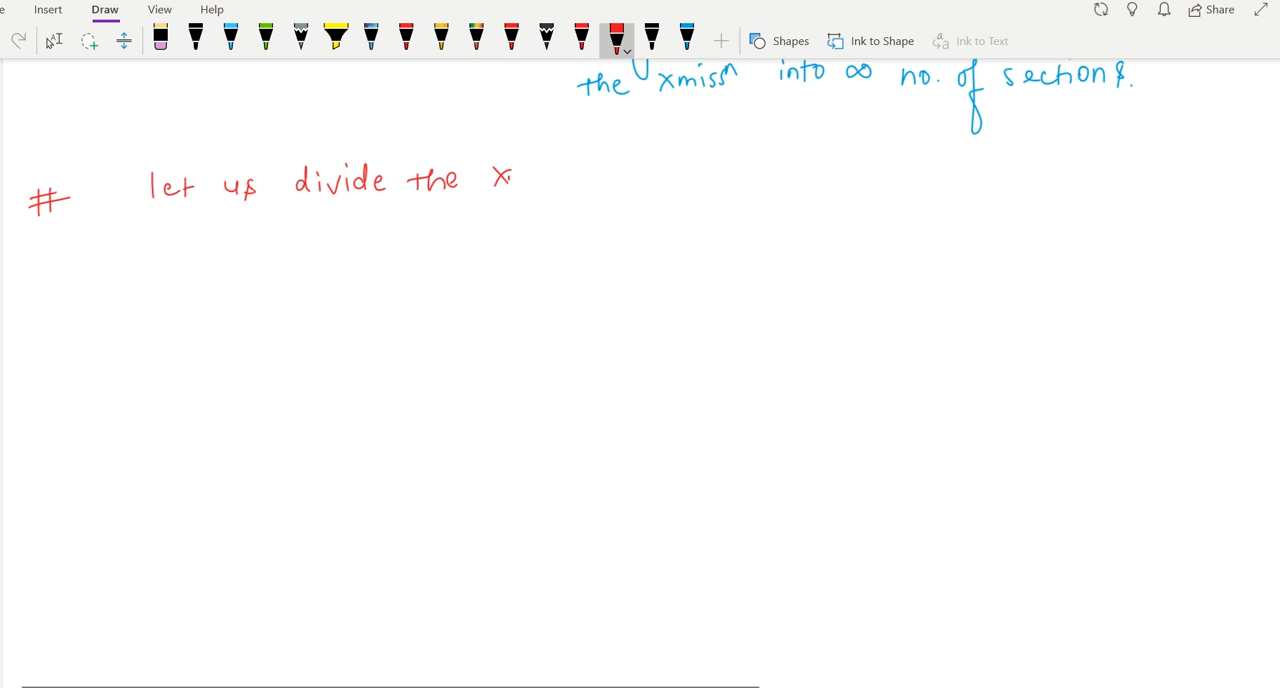 Insert Draw View Help Share
Shapes Ink to Shape Ink to Text
the xmissⁿ into ∞ no. of sections.
# let us divide the x